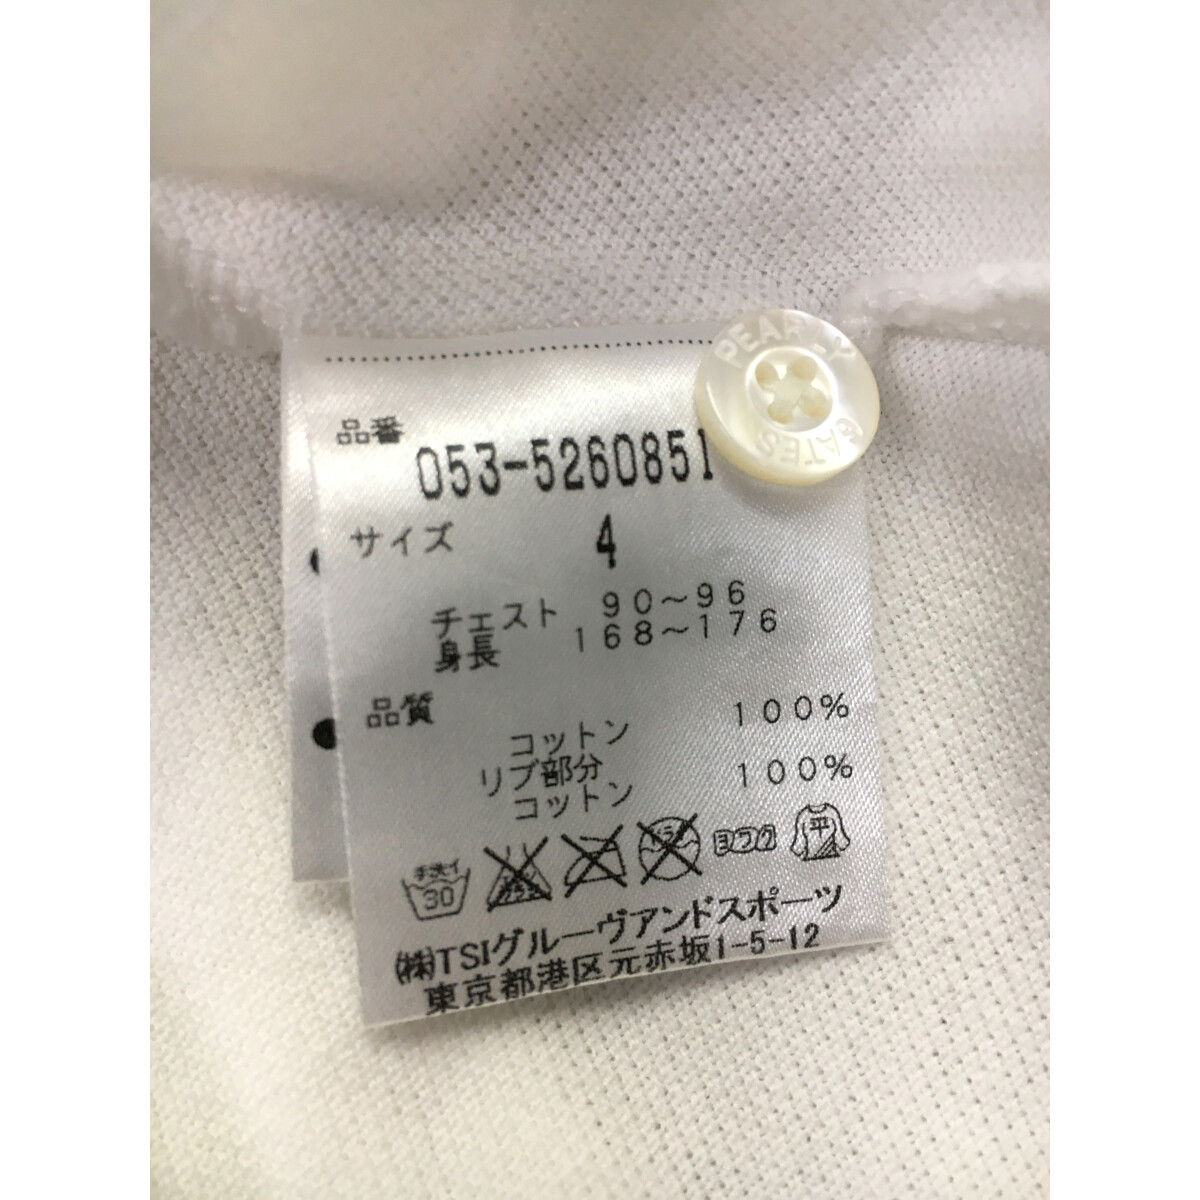 PEARLY
GATES
品番
053-5260851
サイズ 4
チェスト 90～96
身長 168～176
品質
コットン 100%
リブ部分
コットン 100%
手洗イ
30
ヨワク
平
㈱TSIグルーヴアンドスポーツ
東京都港区元赤坂1-5-12